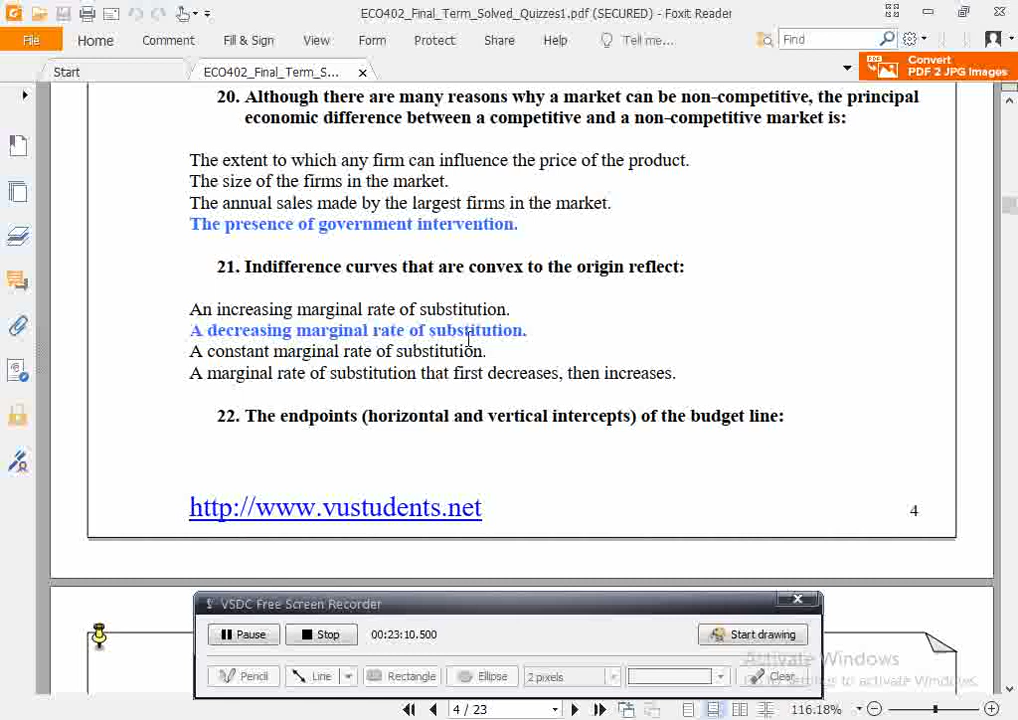 ECO402_Final_Term_Solved_Quizzes1.pdf (SECURED) - Foxit Reader
File Home Comment Fill & Sign View Form Protect Share Help Tell me... Find
Start ECO402_Final_Term_S... Convert
PDF 2 JPG Images
20. Although there are many reasons why a market can be non-competitive, the principal
economic difference between a competitive and a non-competitive market is:
The extent to which any firm can influence the price of the product.
The size of the firms in the market.
The annual sales made by the largest firms in the market.
The presence of government intervention.
21. Indifference curves that are convex to the origin reflect:
An increasing marginal rate of substitution.
A decreasing marginal rate of substitution.
A constant marginal rate of substitution.
A marginal rate of substitution that first decreases, then increases.
22. The endpoints (horizontal and vertical intercepts) of the budget line:
http://www.vustudents.net
4
VSDC Free Screen Recorder
Pause Stop 00:23:10.500 Start drawing
Activate Windows
Pencil Line Rectangle Ellipse 2 pixels Clear
to activate Windows.
4 / 23 116.18%